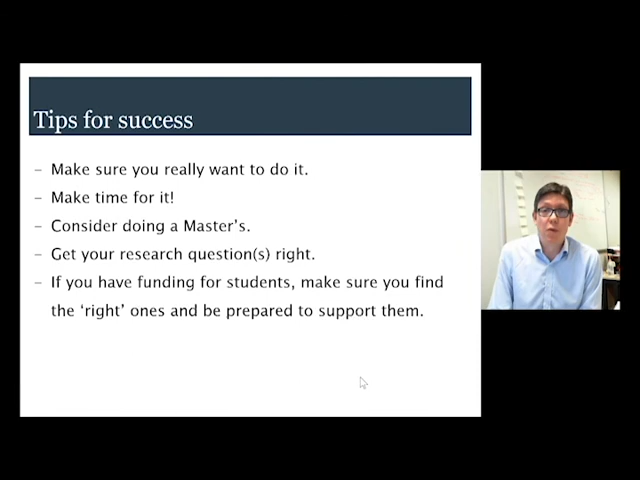 Tips for success
– Make sure you really want to do it.
– Make time for it!
– Consider doing a Master's.
– Get your research question(s) right.
– If you have funding for students, make sure you find
the 'right' ones and be prepared to support them.